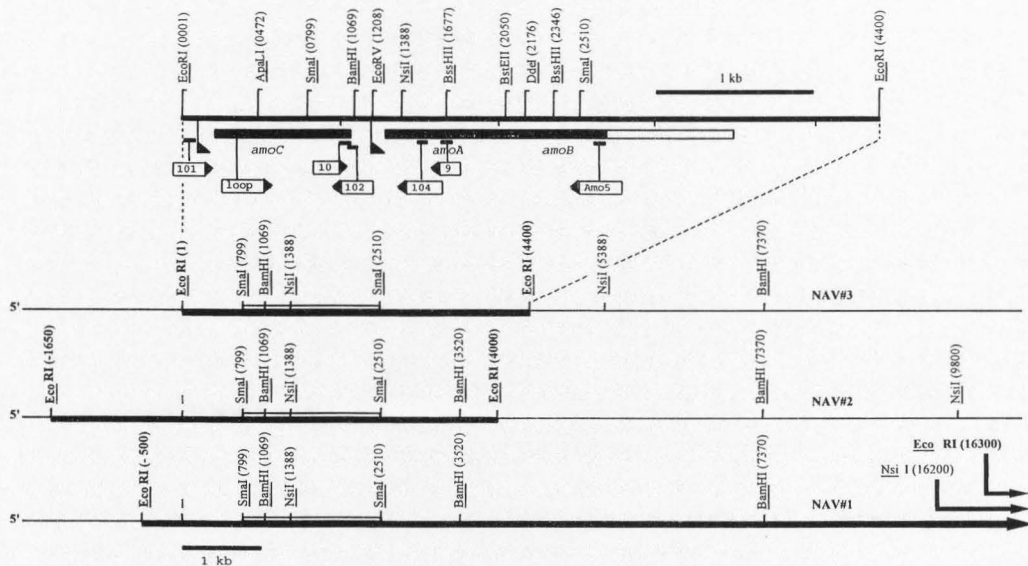 EcoRI (0001)
ApaLI (0472)
SmaI (0799)
BamHI (1069)
EcoRV (1208)
NsiI (1388)
BssHII (1677)
BstEII (2050)
DdeI (2176)
BssHII (2346)
SmaI (2510)
EcoRI (4400)
1 kb
amoC
amoA
amoB
101
loop
10
102
104
9
Amo5
Eco RI (1)
SmaI (799)
BamHI (1069)
NsiI (1388)
SmaI (2510)
Eco RI (4400)
NsiI (5388)
BamHI (7370)
5'
NAV#3
Eco RI (-1650)
SmaI (799)
BamHI (1069)
NsiI (1388)
SmaI (2510)
BamHI (3520)
Eco RI (4000)
BamHI (7370)
NsiI (9800)
5'
NAV#2
Eco RI (- 500)
SmaI (799)
BamHI (1069)
NsiI (1388)
SmaI (2510)
BamHI (3520)
BamHI (7370)
Eco RI (16300)
Nsi I (16200)
5'
NAV#1
1 kb